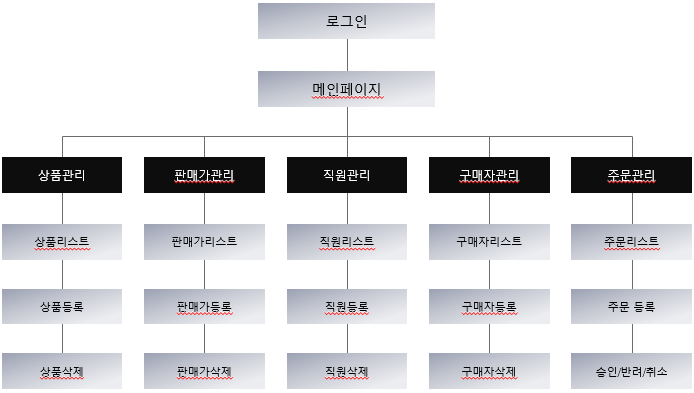 로그인
메인페이지
상품관리
판매가관리
직원관리
구매자관리
주문관리
상품리스트
판매가리스트
직원리스트
구매자리스트
주문리스트
상품등록
판매가등록
직원등록
구매자등록
주문 등록
상품삭제
판매가삭제
직원삭제
구매자삭제
승인/반려/취소